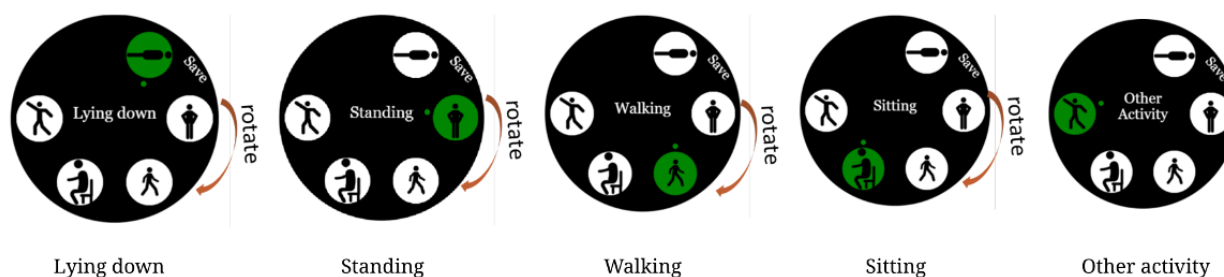 Save
Lying down
rotate
Save
Standing
rotate
Save
Walking
rotate
Save
Sitting
rotate
Save
Other
Activity
Lying down
Standing
Walking
Sitting
Other activity